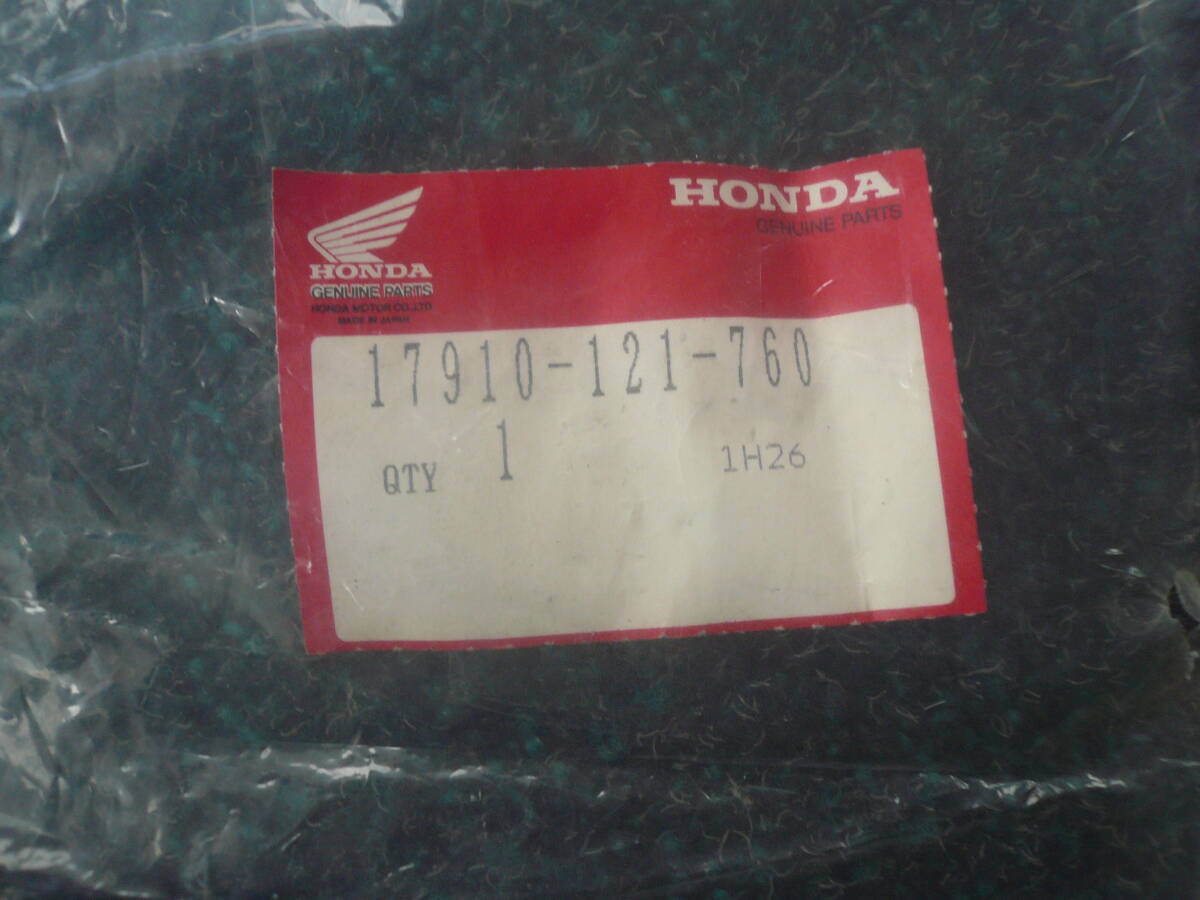 HONDA
GENUINE PARTS
HONDA
GENUINE PARTS
HONDA MOTOR CO.,LTD.
MADE IN JAPAN
17910-121-760
QTY 1 1H26